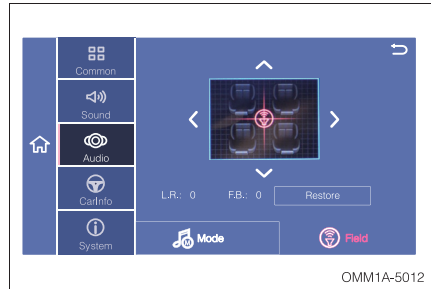 Common
Sound
Audio
CarInfo
System
L.R.: 0 F.B.: 0 Restore
Mode Field
OMM1A-5012